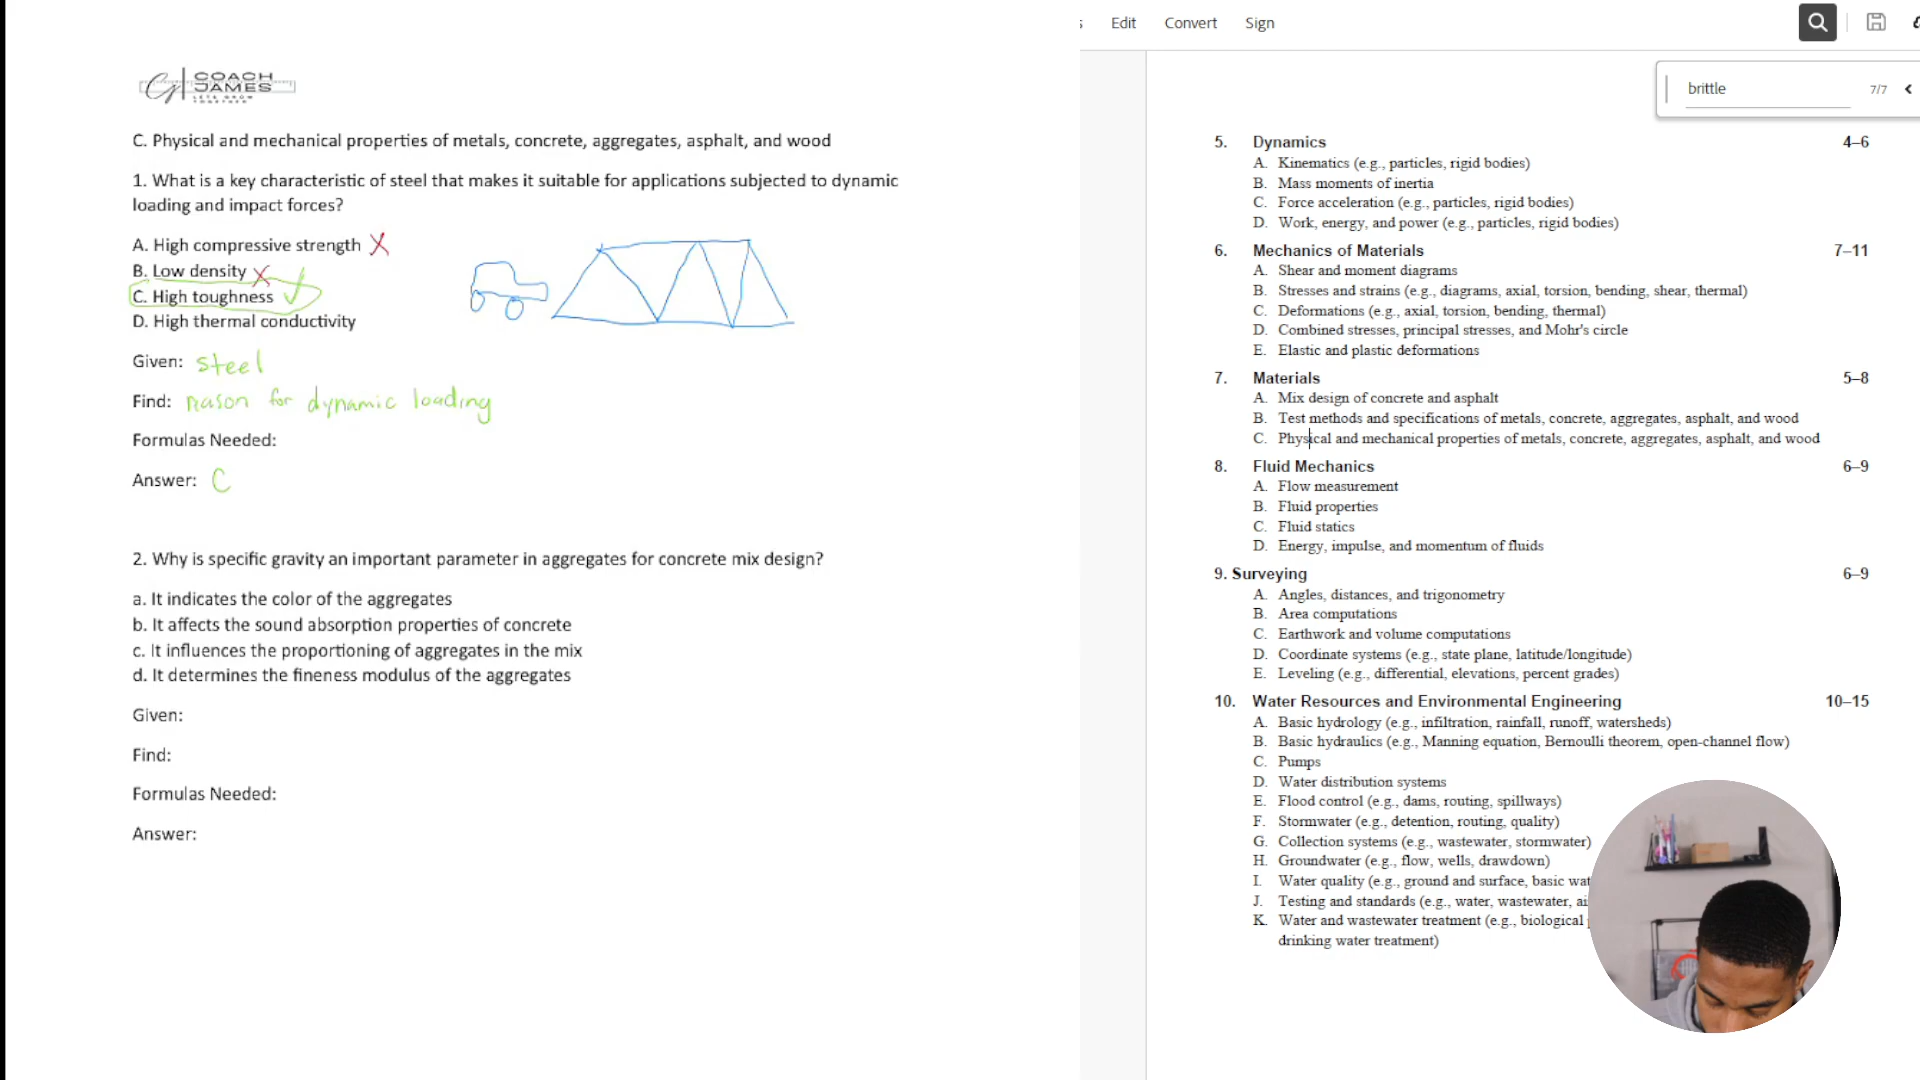 COACH
JAMES
LETS GROW
TOGETHER
C. Physical and mechanical properties of metals, concrete, aggregates, asphalt, and wood
1. What is a key characteristic of steel that makes it suitable for applications subjected to dynamic
loading and impact forces?
A. High compressive strength X
B. Low density X
C. High toughness
D. High thermal conductivity
Given: steel
Find: reason for dynamic loading
Formulas Needed:
Answer: C
2. Why is specific gravity an important parameter in aggregates for concrete mix design?
a. It indicates the color of the aggregates
b. It affects the sound absorption properties of concrete
c. It influences the proportioning of aggregates in the mix
d. It determines the fineness modulus of the aggregates
Given:
Find:
Formulas Needed:
Answer:
Edit Convert Sign
brittle 7/7
5. Dynamics 4–6
A. Kinematics (e.g., particles, rigid bodies)
B. Mass moments of inertia
C. Force acceleration (e.g., particles, rigid bodies)
D. Work, energy, and power (e.g., particles, rigid bodies)
6. Mechanics of Materials 7–11
A. Shear and moment diagrams
B. Stresses and strains (e.g., diagrams, axial, torsion, bending, shear, thermal)
C. Deformations (e.g., axial, torsion, bending, thermal)
D. Combined stresses, principal stresses, and Mohr's circle
E. Elastic and plastic deformations
7. Materials 5–8
A. Mix design of concrete and asphalt
B. Test methods and specifications of metals, concrete, aggregates, asphalt, and wood
C. Physical and mechanical properties of metals, concrete, aggregates, asphalt, and wood
8. Fluid Mechanics 6–9
A. Flow measurement
B. Fluid properties
C. Fluid statics
D. Energy, impulse, and momentum of fluids
9. Surveying 6–9
A. Angles, distances, and trigonometry
B. Area computations
C. Earthwork and volume computations
D. Coordinate systems (e.g., state plane, latitude/longitude)
E. Leveling (e.g., differential, elevations, percent grades)
10. Water Resources and Environmental Engineering 10–15
A. Basic hydrology (e.g., infiltration, rainfall, runoff, watersheds)
B. Basic hydraulics (e.g., Manning equation, Bernoulli theorem, open-channel flow)
C. Pumps
D. Water distribution systems
E. Flood control (e.g., dams, routing, spillways)
F. Stormwater (e.g., detention, routing, quality)
G. Collection systems (e.g., wastewater, stormwater)
H. Groundwater (e.g., flow, wells, drawdown)
I. Water quality (e.g., ground and surface, basic wat
J. Testing and standards (e.g., water, wastewater, ai
K. Water and wastewater treatment (e.g., biological
drinking water treatment)